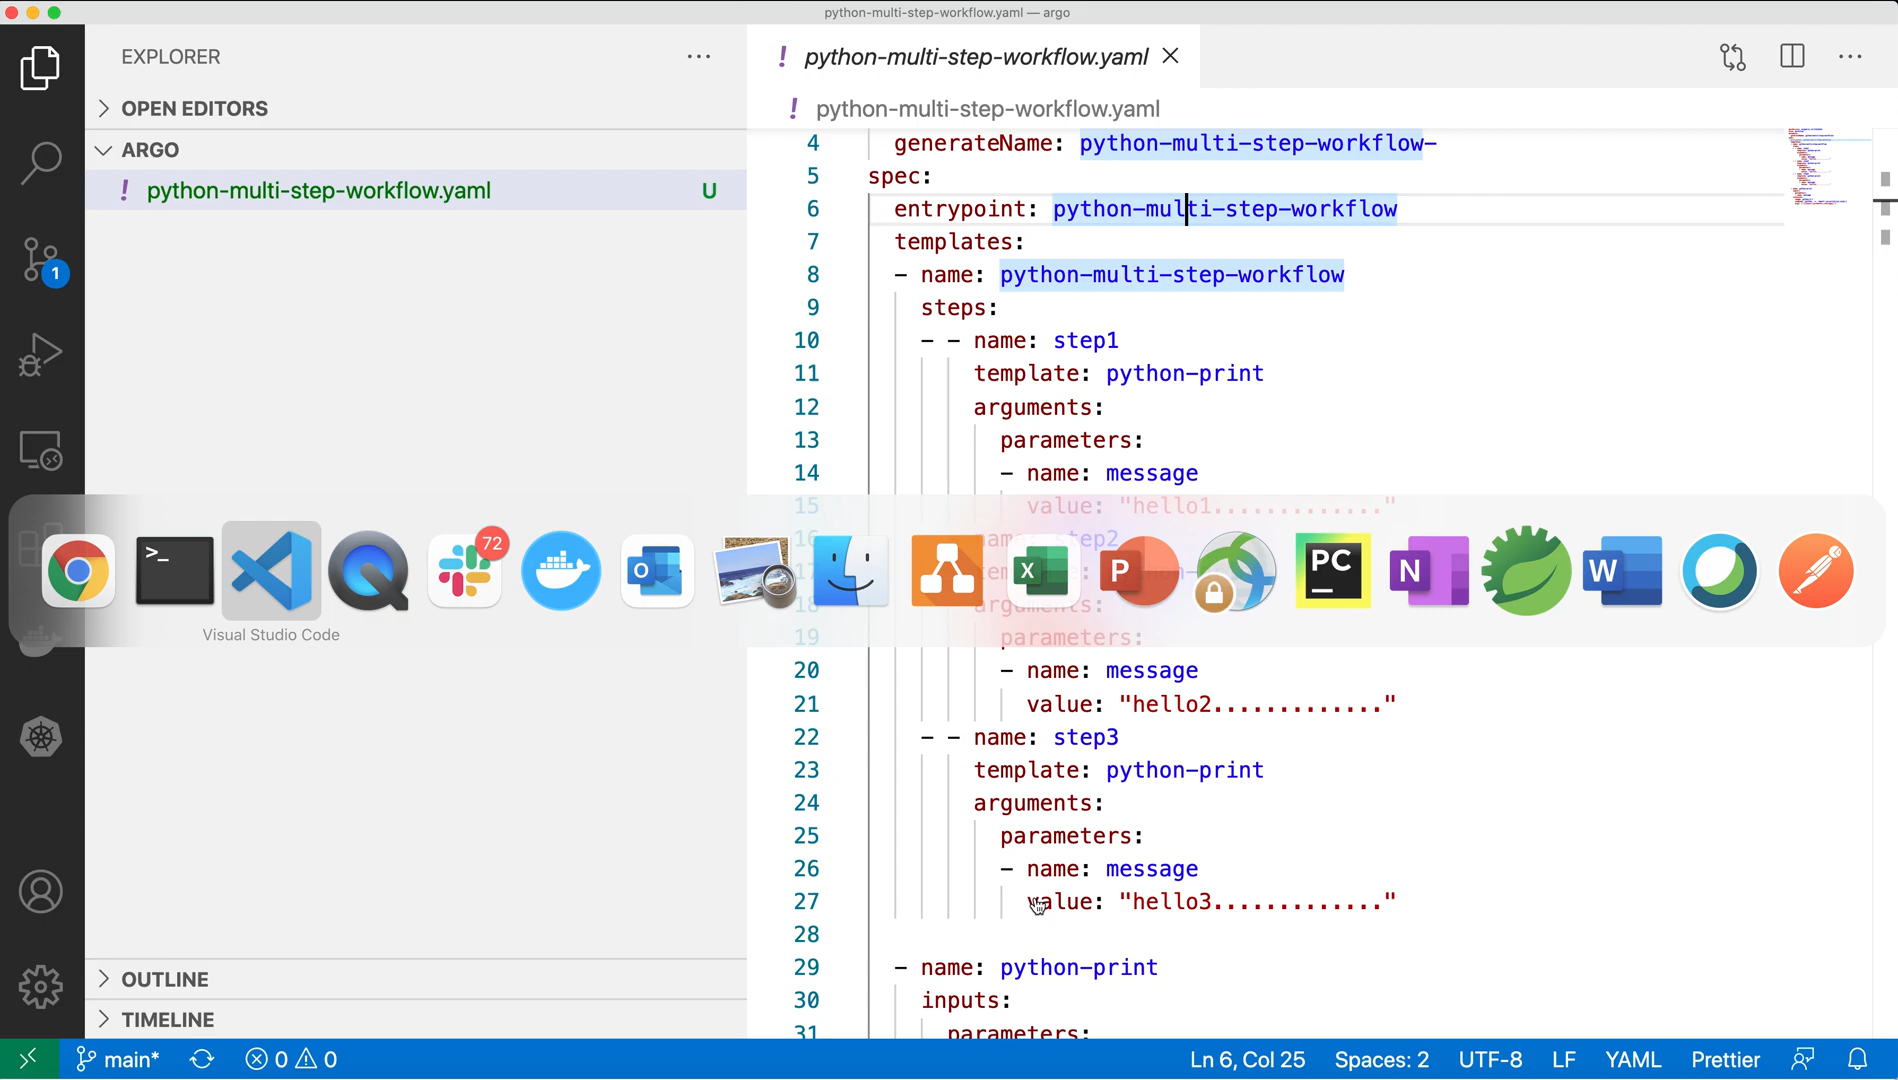 python-multi-step-workflow.yaml — argo
EXPLORER
OPEN EDITORS
ARGO
! python-multi-step-workflow.yaml U
! python-multi-step-workflow.yaml
! python-multi-step-workflow.yaml
4 generateName: python-multi-step-workflow-
5 spec:
6 entrypoint: python-multi-step-workflow
7 templates:
8 - name: python-multi-step-workflow
9 steps:
10 - - name: step1
11 template: python-print
12 arguments:
13 parameters:
14 - name: message
15 value: "hello1............."
step2
19 parameters:
20 - name: message
21 value: "hello2............."
22 - - name: step3
23 template: python-print
24 arguments:
25 parameters:
26 - name: message
27 value: "hello3............."
28
29 - name: python-print
30 inputs:
31 parameters:
1
>_
72
O
X
P
PC
N
W
Visual Studio Code
OUTLINE
TIMELINE
main* 0 0 Ln 6, Col 25 Spaces: 2 UTF-8 LF YAML Prettier